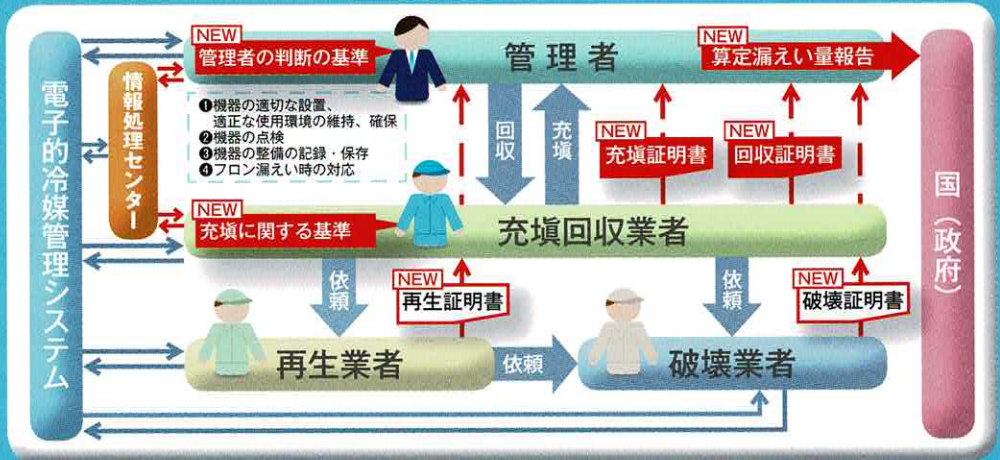 電子的冷媒管理システム
情報処理センター
NEW
管理者の判断の基準
管理者
NEW
算定漏えい量報告
国(政府)
❶機器の適切な設置、
適正な使用環境の維持、確保
❷機器の点検
❸機器の整備の記録・保存
❹フロン漏えい時の対応
回収
充塡
NEW
充塡証明書
NEW
回収証明書
NEW
充塡に関する基準
充塡回収業者
依頼
NEW
再生証明書
依頼
NEW
破壊証明書
再生業者
依頼
破壊業者